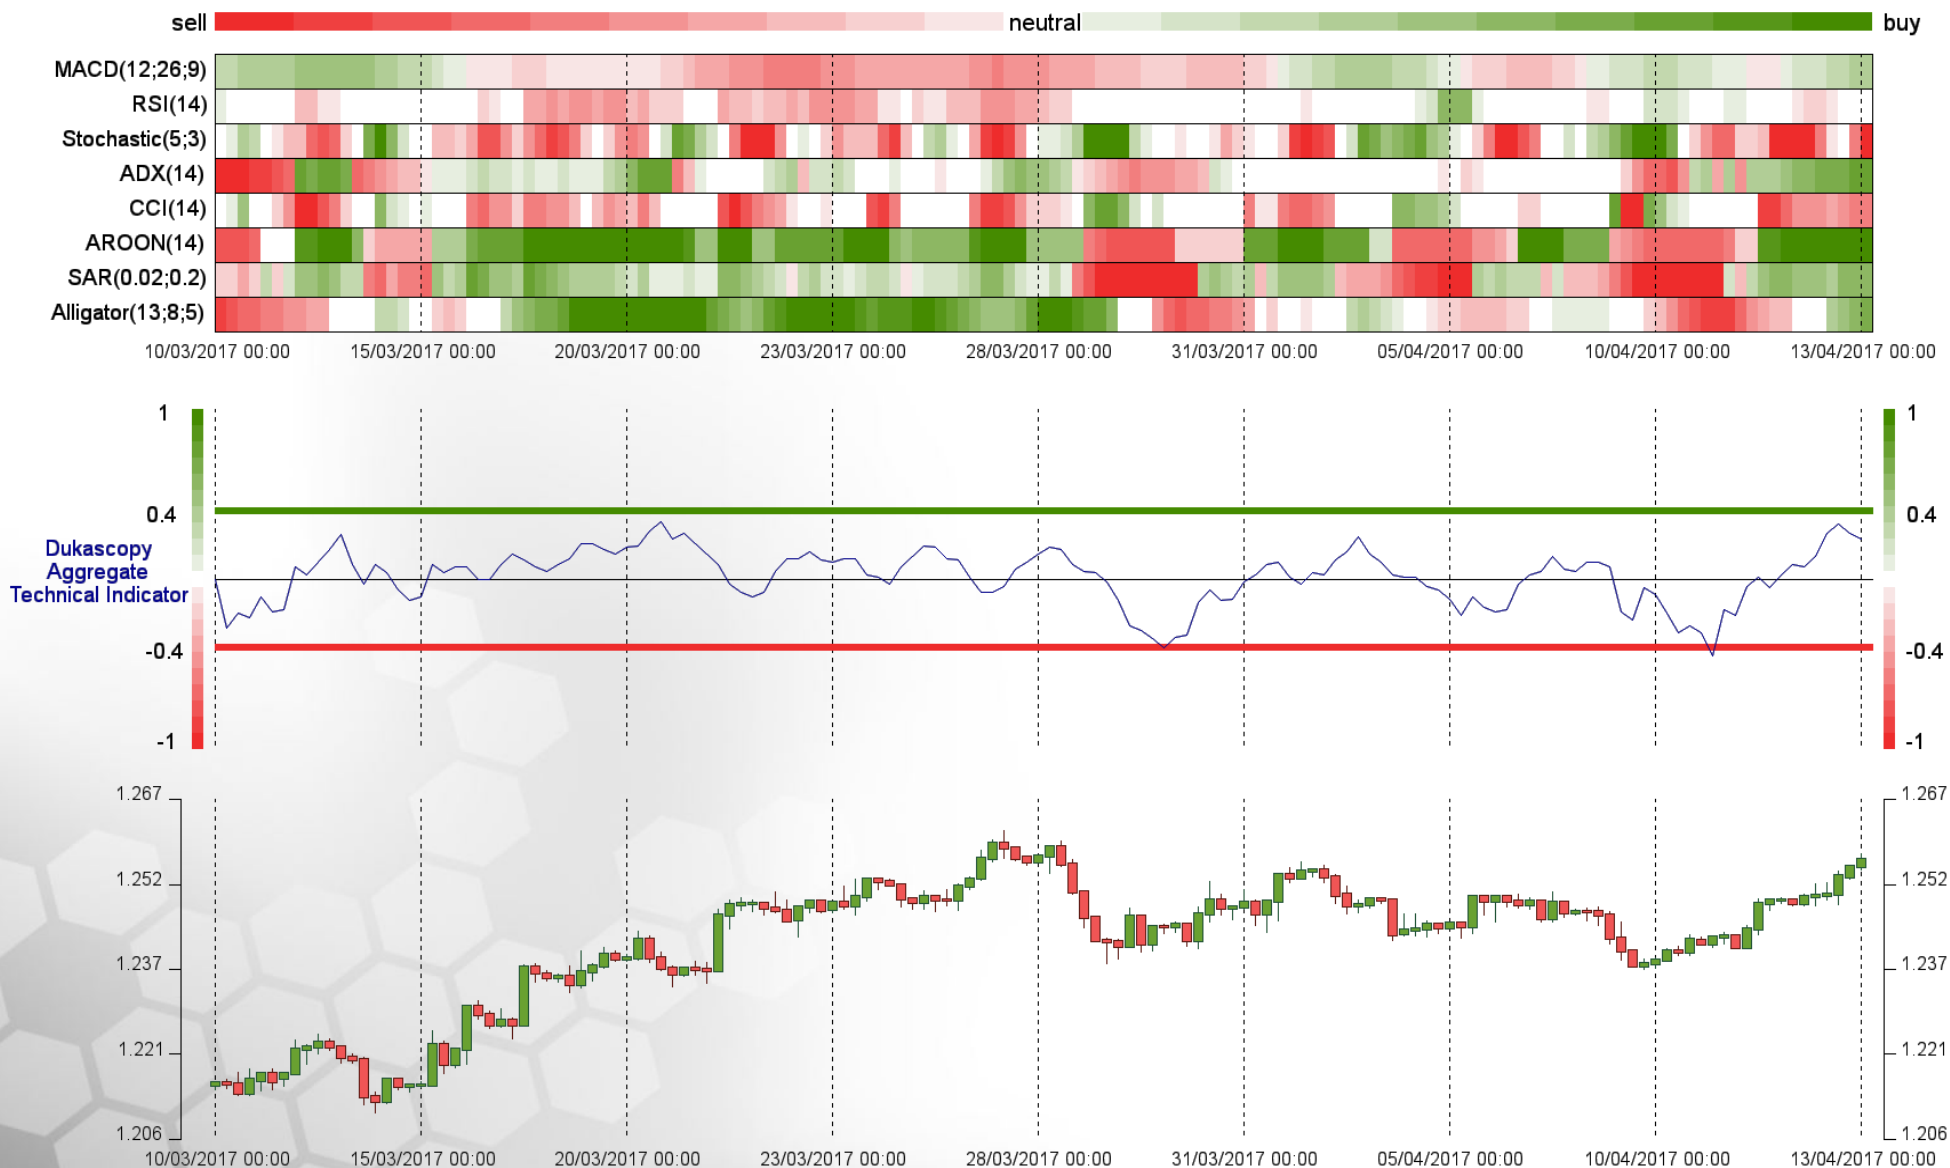 sell neutral buy
MACD(12;26;9)
RSI(14)
Stochastic(5;3)
ADX(14)
CCI(14)
AROON(14)
SAR(0.02;0.2)
Alligator(13;8;5)
10/03/2017 00:00 15/03/2017 00:00 20/03/2017 00:00 23/03/2017 00:00 28/03/2017 00:00 31/03/2017 00:00 05/04/2017 00:00 10/04/2017 00:00 13/04/2017 00:00
1 1
0.4 0.4
Dukascopy
Aggregate
Technical Indicator
-0.4 -0.4
-1 -1
1.267 1.267
1.252 1.252
1.237 1.237
1.221 1.221
1.206 1.206
10/03/2017 00:00 15/03/2017 00:00 20/03/2017 00:00 23/03/2017 00:00 28/03/2017 00:00 31/03/2017 00:00 05/04/2017 00:00 10/04/2017 00:00 13/04/2017 00:00